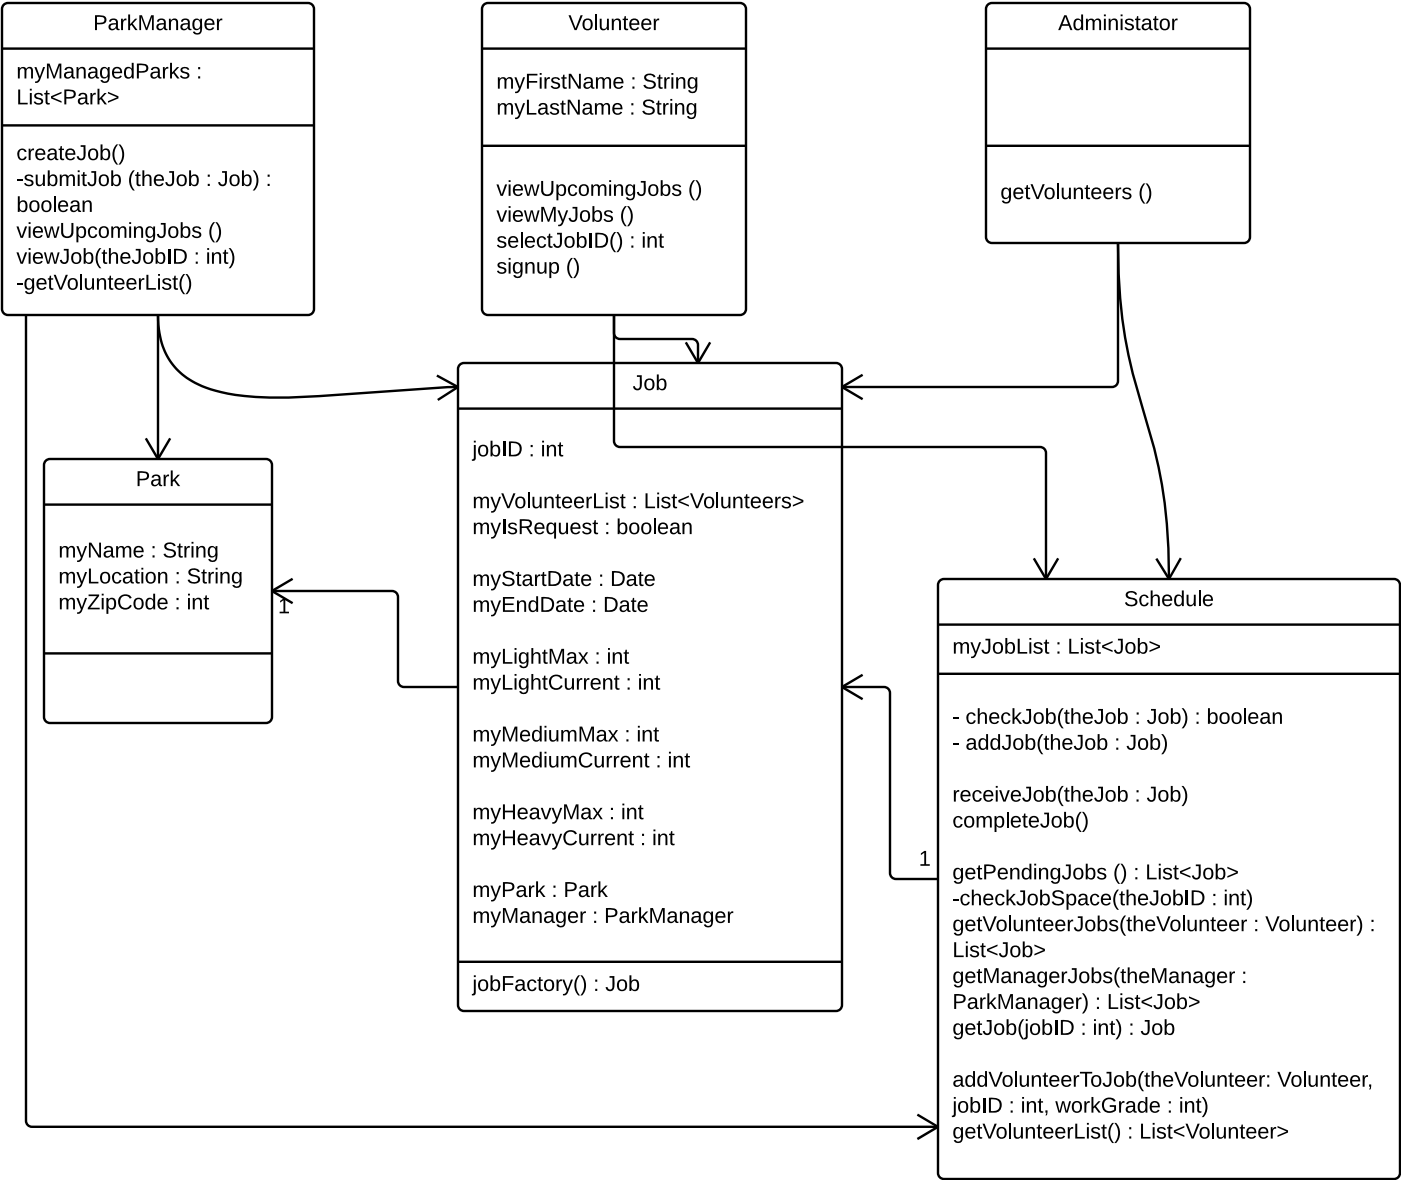 ParkManager
myManagedParks :
List<Park>
createJob()
-submitJob (theJob : Job) :
boolean
viewUpcomingJobs ()
viewJob(theJobID : int)
-getVolunteerList()
Volunteer
myFirstName : String
myLastName : String
viewUpcomingJobs ()
viewMyJobs ()
selectJobID() : int
signup ()
Administator
getVolunteers ()
Park
myName : String
myLocation : String
myZipCode : int
1
Job
jobID : int
myVolunteerList : List<Volunteers>
myIsRequest : boolean
myStartDate : Date
myEndDate : Date
myLightMax : int
myLightCurrent : int
myMediumMax : int
myMediumCurrent : int
myHeavyMax : int
myHeavyCurrent : int
myPark : Park
myManager : ParkManager
jobFactory() : Job
1
Schedule
myJobList : List<Job>
- checkJob(theJob : Job) : boolean
- addJob(theJob : Job)
receiveJob(theJob : Job)
completeJob()
getPendingJobs () : List<Job>
-checkJobSpace(theJobID : int)
getVolunteerJobs(theVolunteer : Volunteer) :
List<Job>
getManagerJobs(theManager :
ParkManager) : List<Job>
getJob(jobID : int) : Job
addVolunteerToJob(theVolunteer: Volunteer,
jobID : int, workGrade : int)
getVolunteerList() : List<Volunteer>